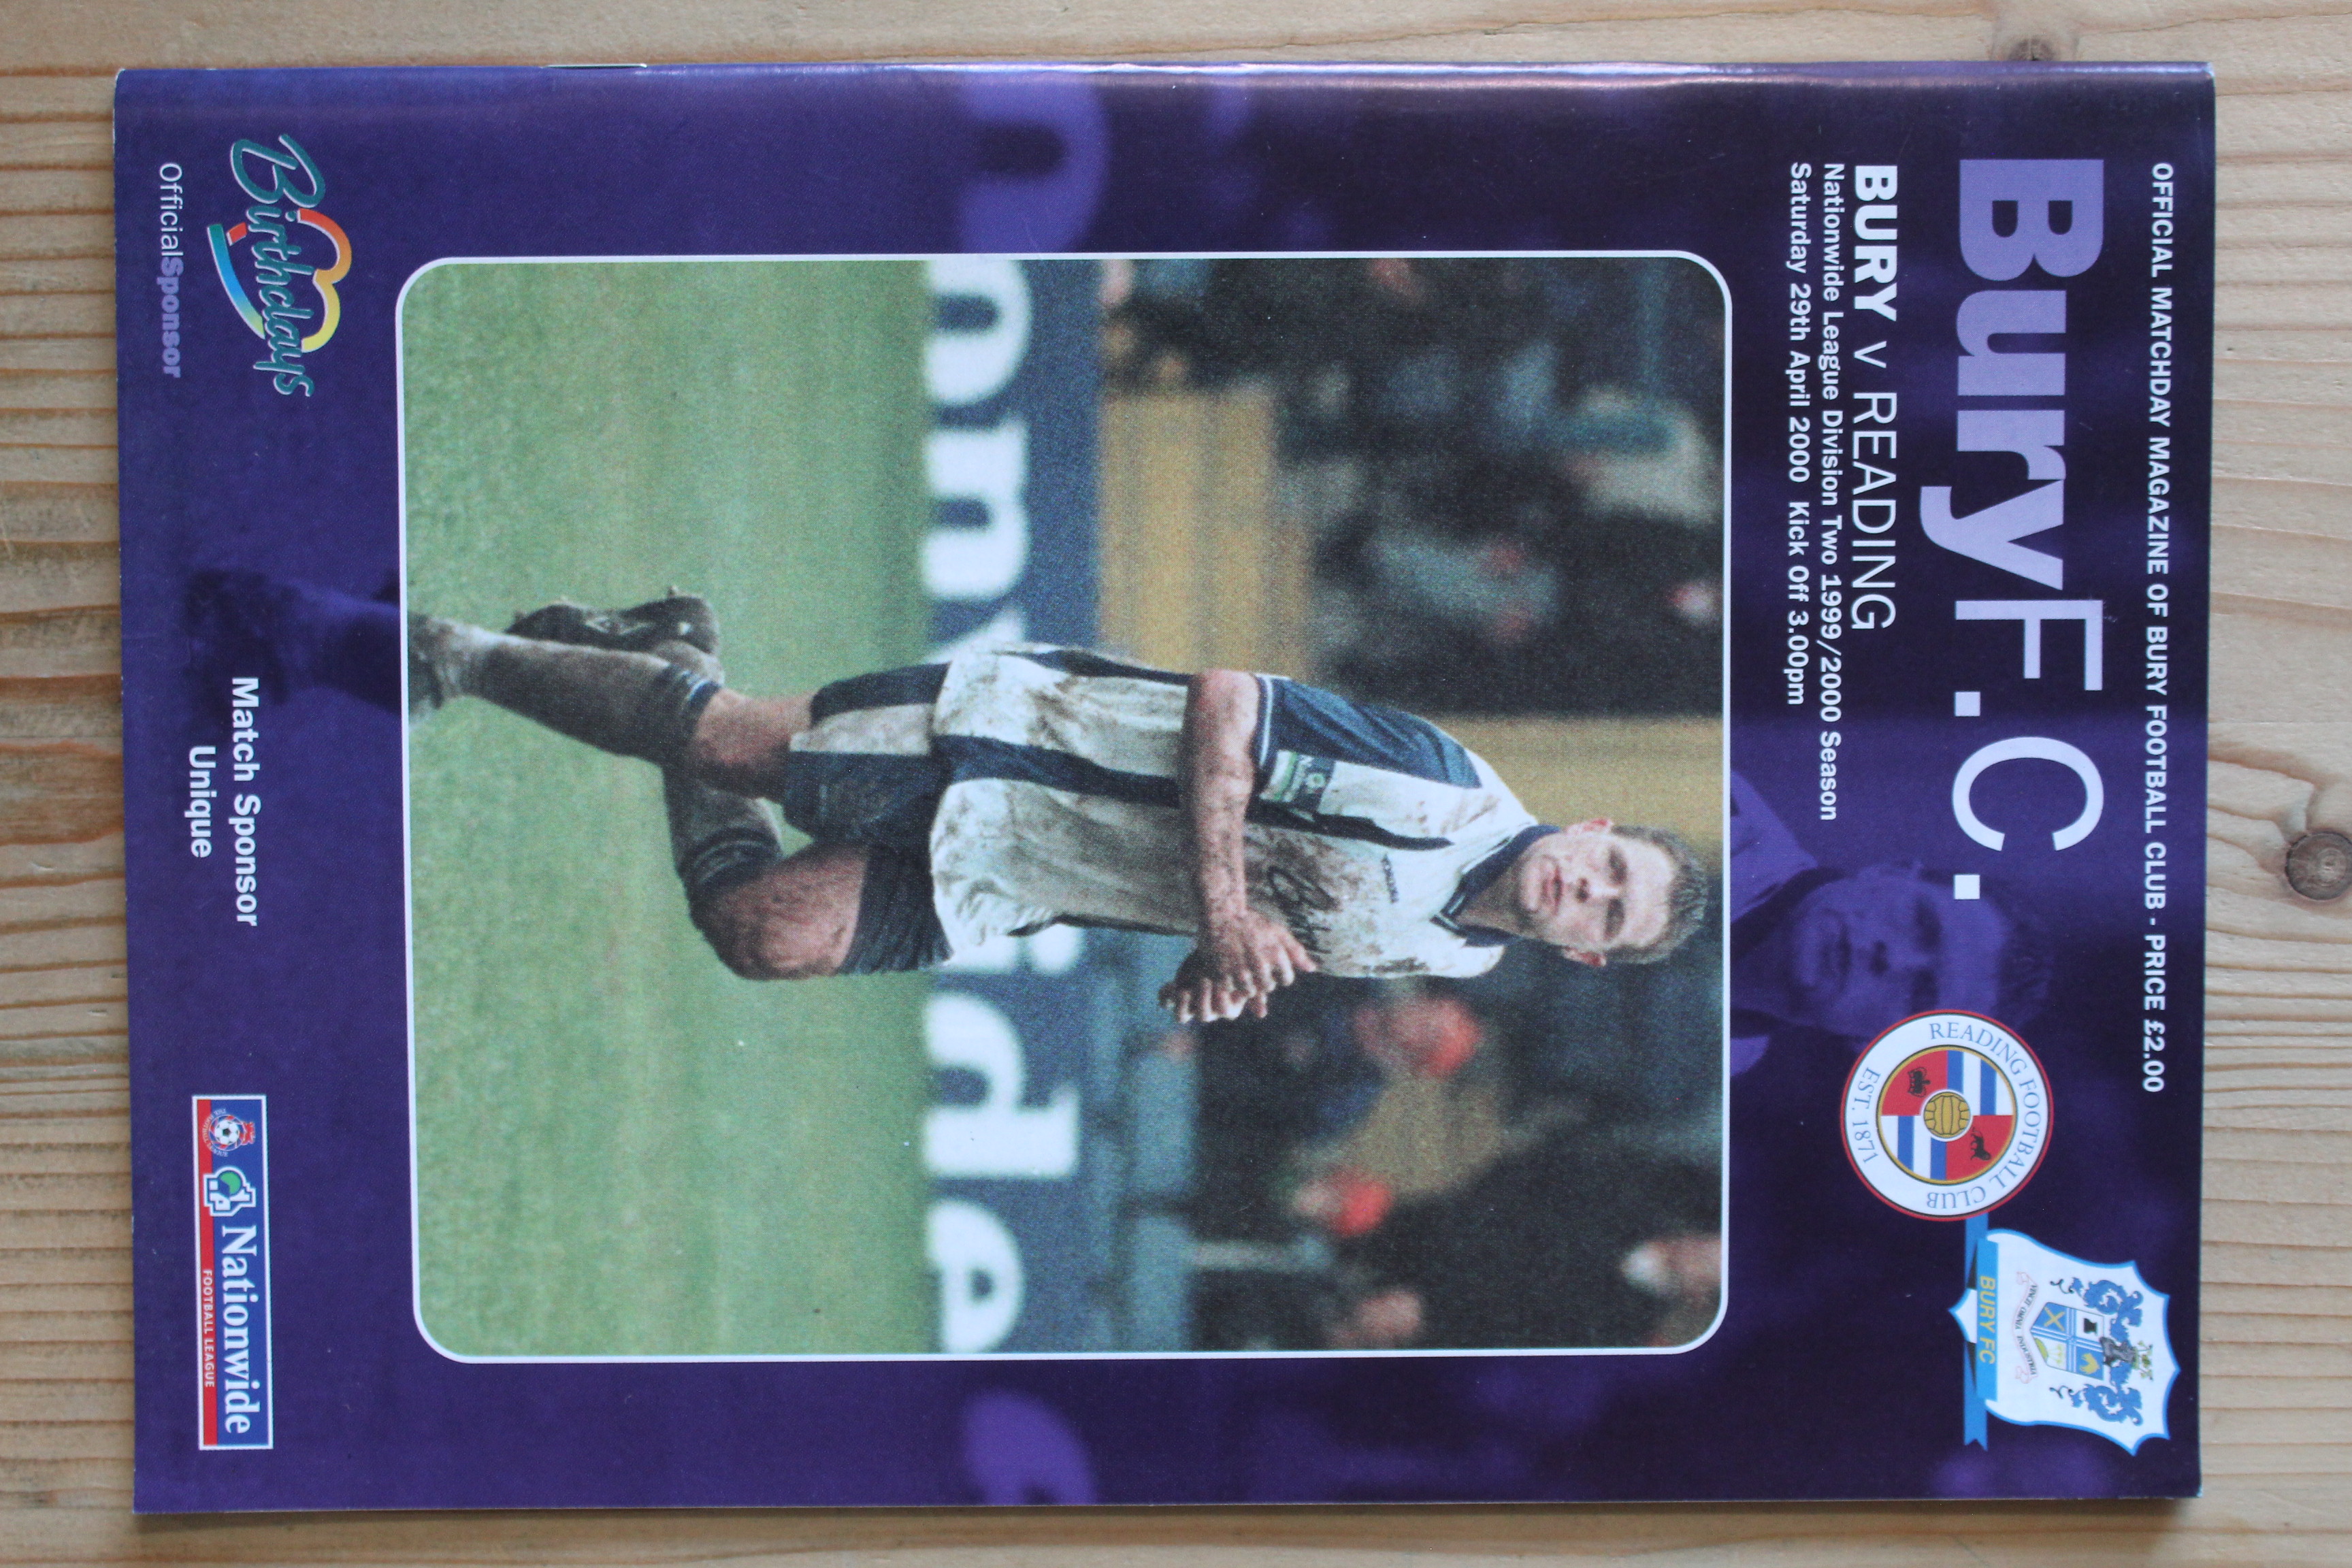 OFFICIAL MATCHDAY MAGAZINE OF BURY FOOTBALL CLUB - PRICE £2.00
BuryF.C.
BURY v READING
Nationwide League Division Two 1999/2000 Season
Saturday 29th April 2000 Kick Off 3.00pm
READING FOOTBALL CLUB
EST. 1871
BURY FC
Birthdays
OfficialSponsor
Match Sponsor
Unique
Nationwide
FOOTBALL LEAGUE